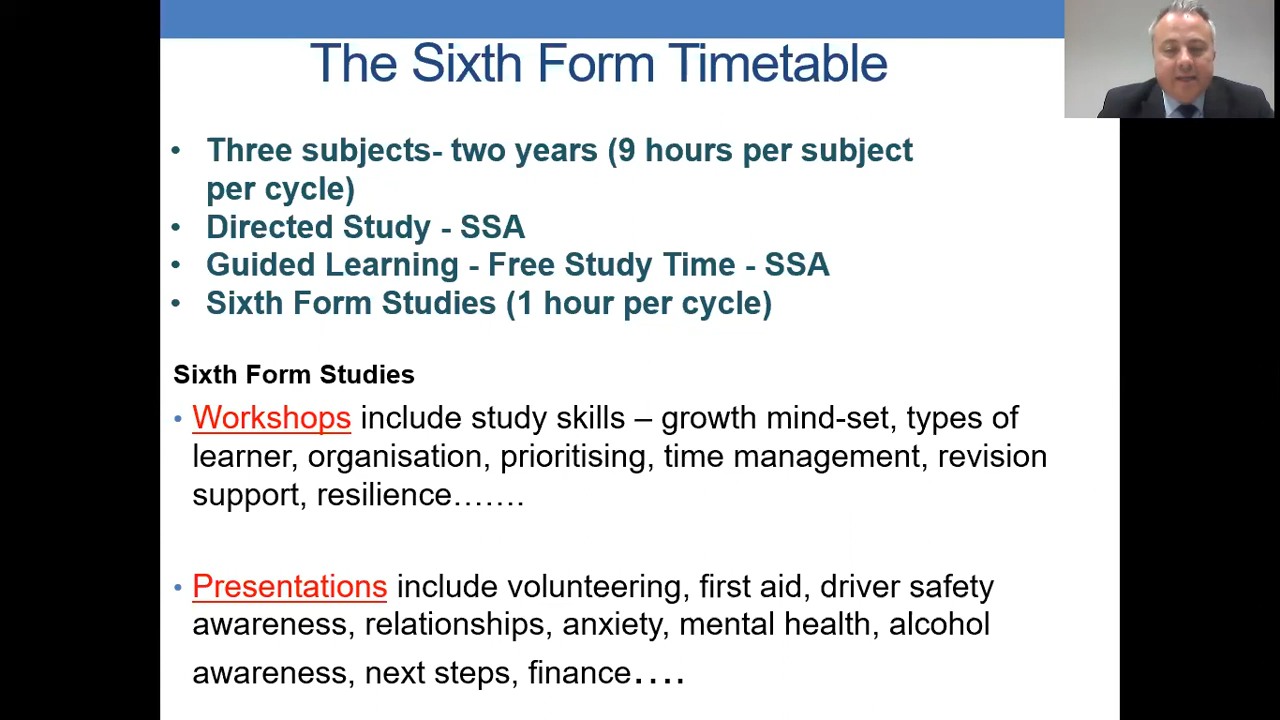 The Sixth Form Timetable
• Three subjects- two years (9 hours per subject
per cycle)
• Directed Study - SSA
• Guided Learning - Free Study Time - SSA
• Sixth Form Studies (1 hour per cycle)
Sixth Form Studies
• Workshops include study skills – growth mind-set, types of
learner, organisation, prioritising, time management, revision
support, resilience…….
• Presentations include volunteering, first aid, driver safety
awareness, relationships, anxiety, mental health, alcohol
awareness, next steps, finance….